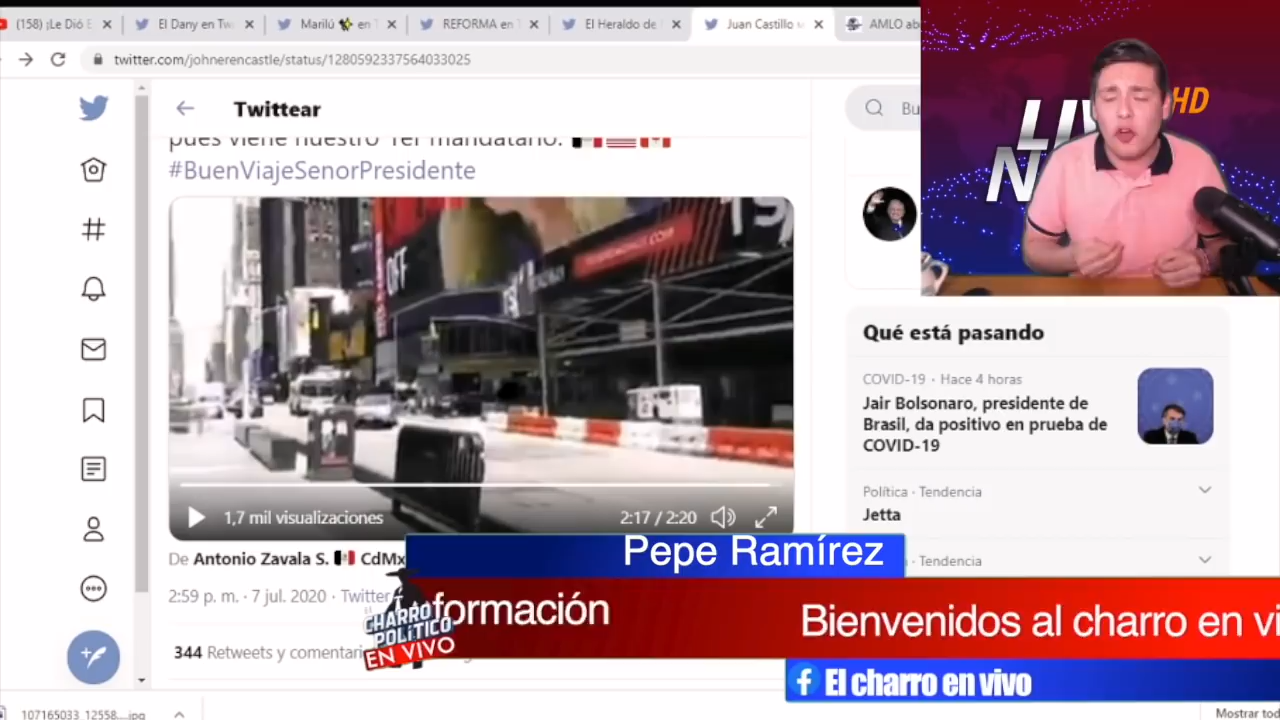 (158) ¡Le Dió E
El Dany en Tw
Marilú en
REFORMA en
El Heraldo de
Juan Castillo
AMLO ab
twitter.com/johnerencastle/status/1280592337564033025
Twittear
Bu
HD
pues viene nuestro 1er mandatario.
#BuenViajeSenorPresidente
OFF
Qué está pasando
COVID-19 · Hace 4 horas
Jair Bolsonaro, presidente de
Brasil, da positivo en prueba de
COVID-19
Política · Tendencia
Jetta
1,7 mil visualizaciones
2:17 / 2:20
De Antonio Zavala S. CdMx
Pepe Ramírez
· Tendencia
2:59 p. m. · 7 jul. 2020 · Twitter
formación
Bienvenidos al charro en vi
EL CHARRO
POLÍTICO
EN VIVO
344 Retweets y comentari
El charro en vivo
107165033_12558....jpg
Mostrar tod